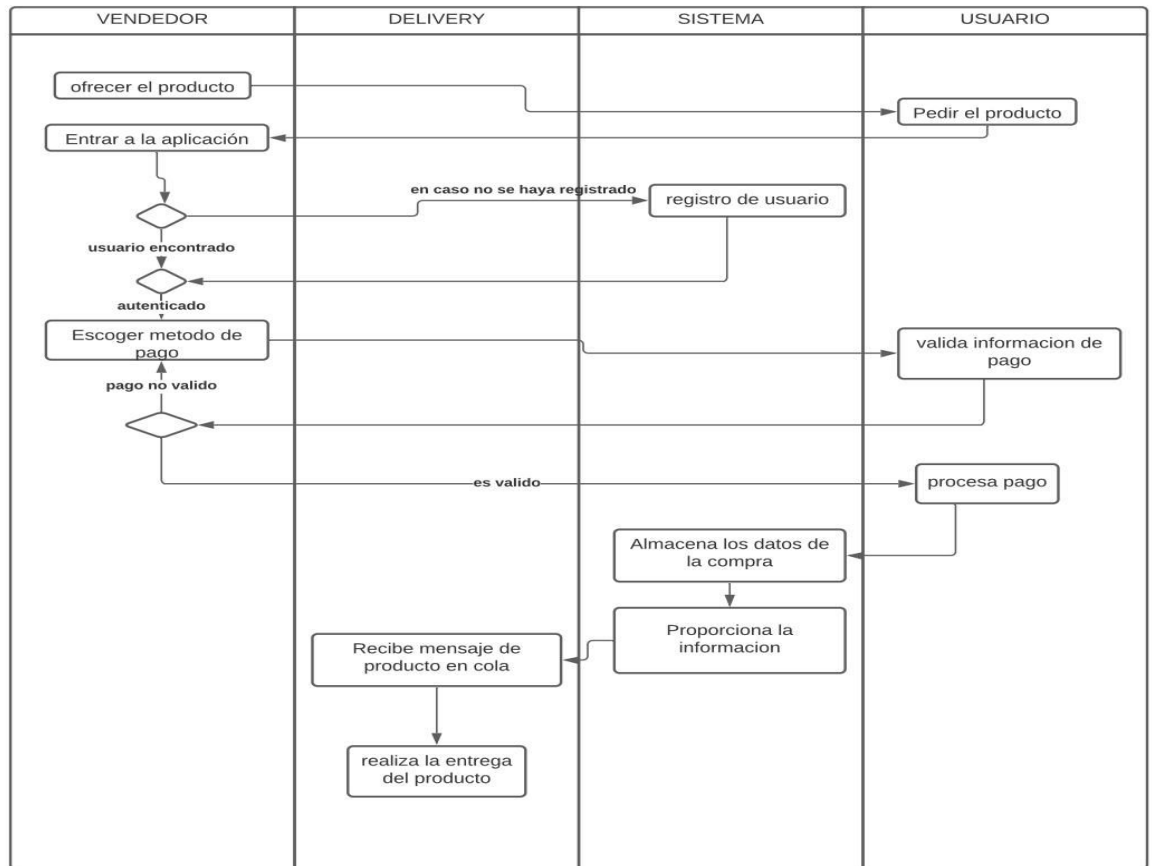 VENDEDOR
DELIVERY
SISTEMA
USUARIO
ofrecer el producto
Pedir el producto
Entrar a la aplicación
en caso no se haya registrado
registro de usuario
usuario encontrado
autenticado
Escoger metodo de
pago
valida informacion de
pago
pago no valido
es valido
procesa pago
Almacena los datos de
la compra
Proporciona la
informacion
Recibe mensaje de
producto en cola
realiza la entrega
del producto